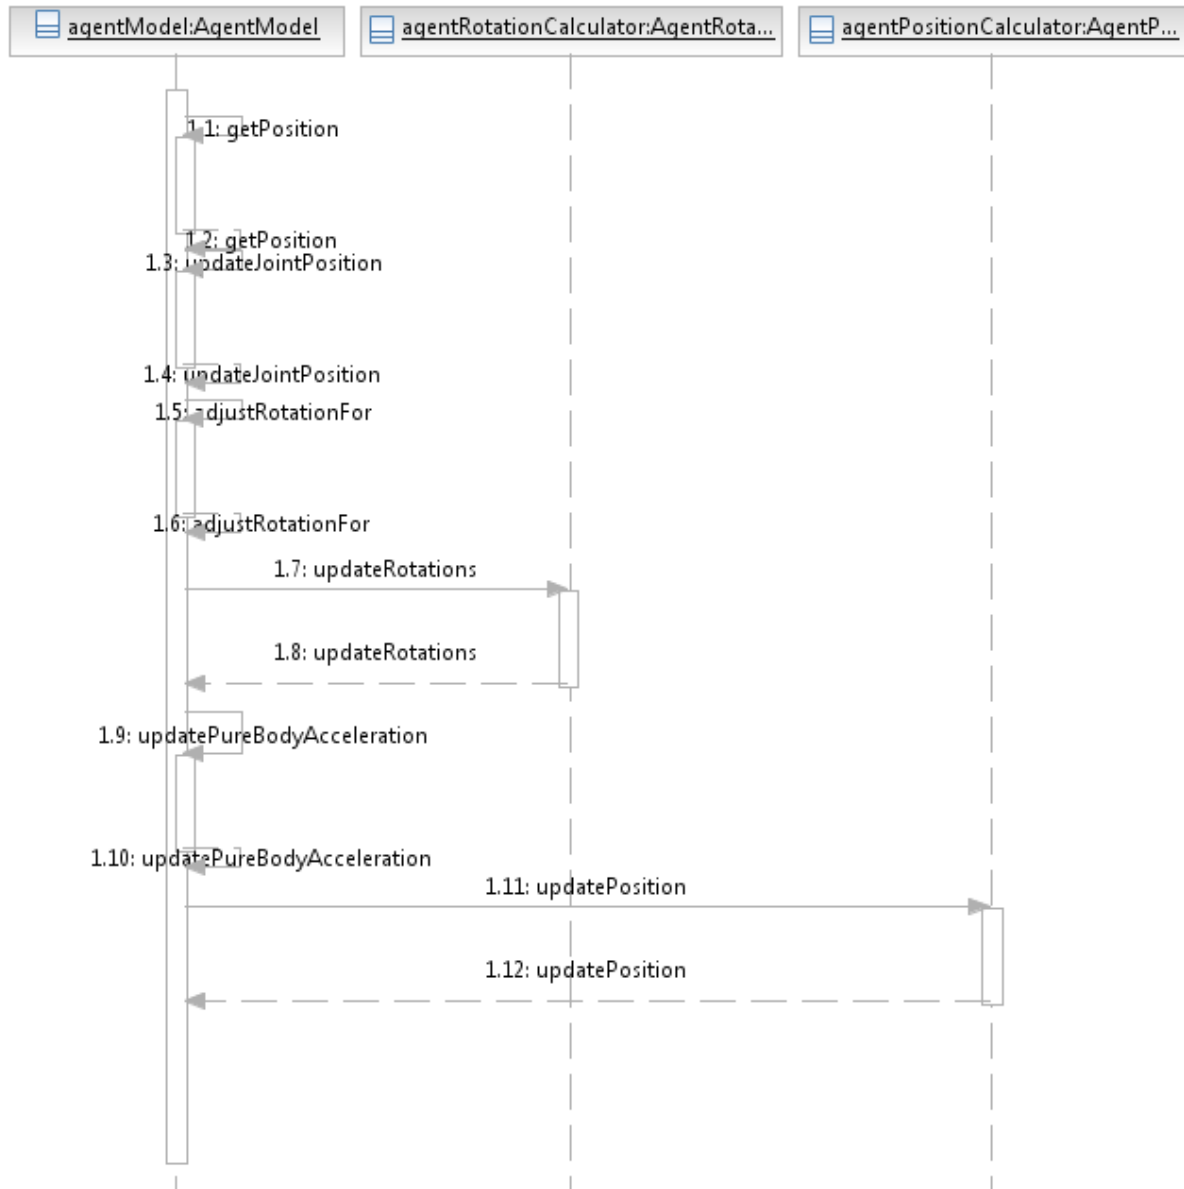 agentModel:AgentModel
agentRotationCalculator:AgentRota...
agentPositionCalculator:AgentP...
1.1: getPosition
1.2: getPosition
1.3: updateJointPosition
1.4: updateJointPosition
1.5: adjustRotationFor
1.6: adjustRotationFor
1.7: updateRotations
1.8: updateRotations
1.9: updatePureBodyAcceleration
1.10: updatePureBodyAcceleration
1.11: updatePosition
1.12: updatePosition